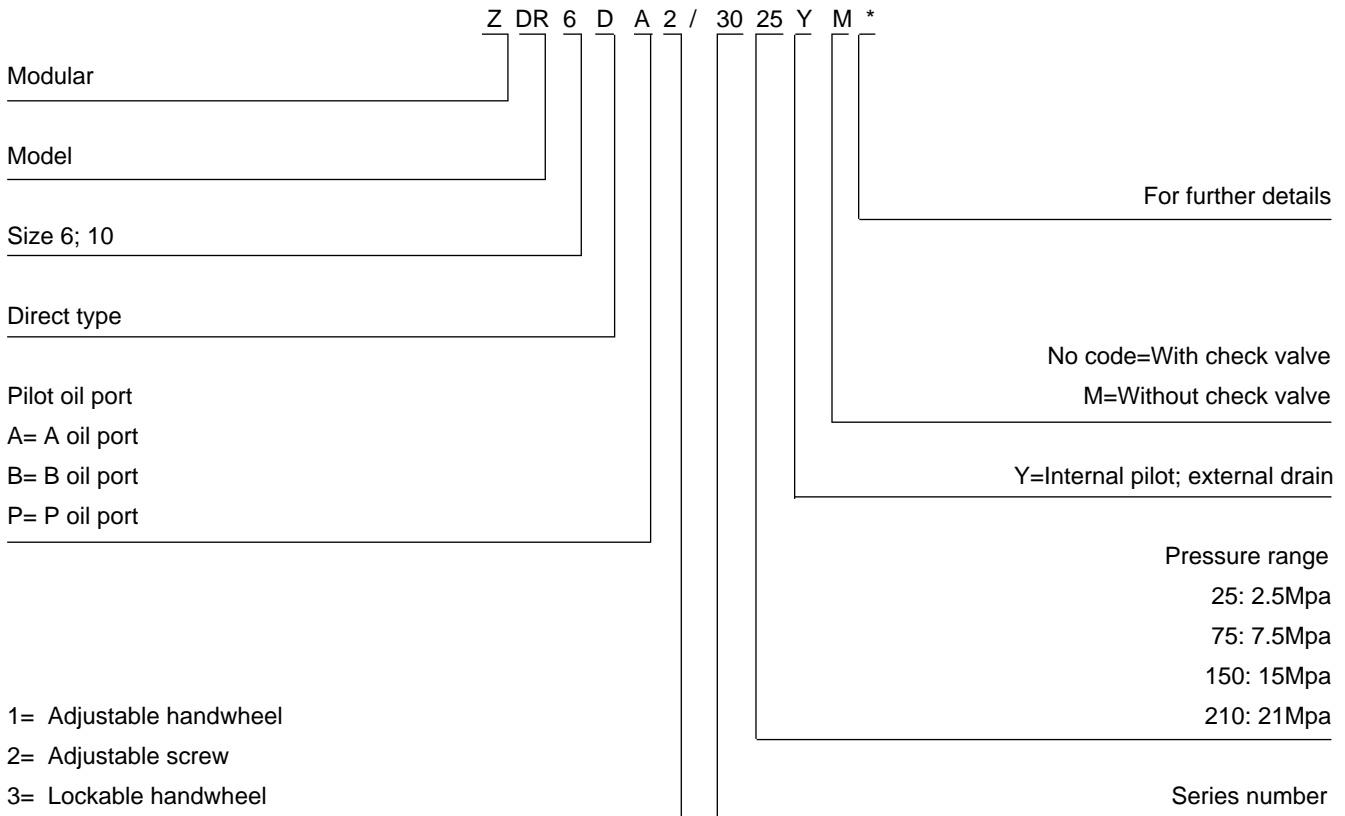 Z DR 6 D A 2 / 30 25 Y M *
Modular
Model
For further details
Size 6; 10
Direct type
No code=With check valve
Pilot oil port
M=Without check valve
A= A oil port
B= B oil port
Y=Internal pilot; external drain
P= P oil port
Pressure range
25: 2.5Mpa
75: 7.5Mpa
150: 15Mpa
1= Adjustable handwheel
210: 21Mpa
2= Adjustable screw
3= Lockable handwheel
Series number